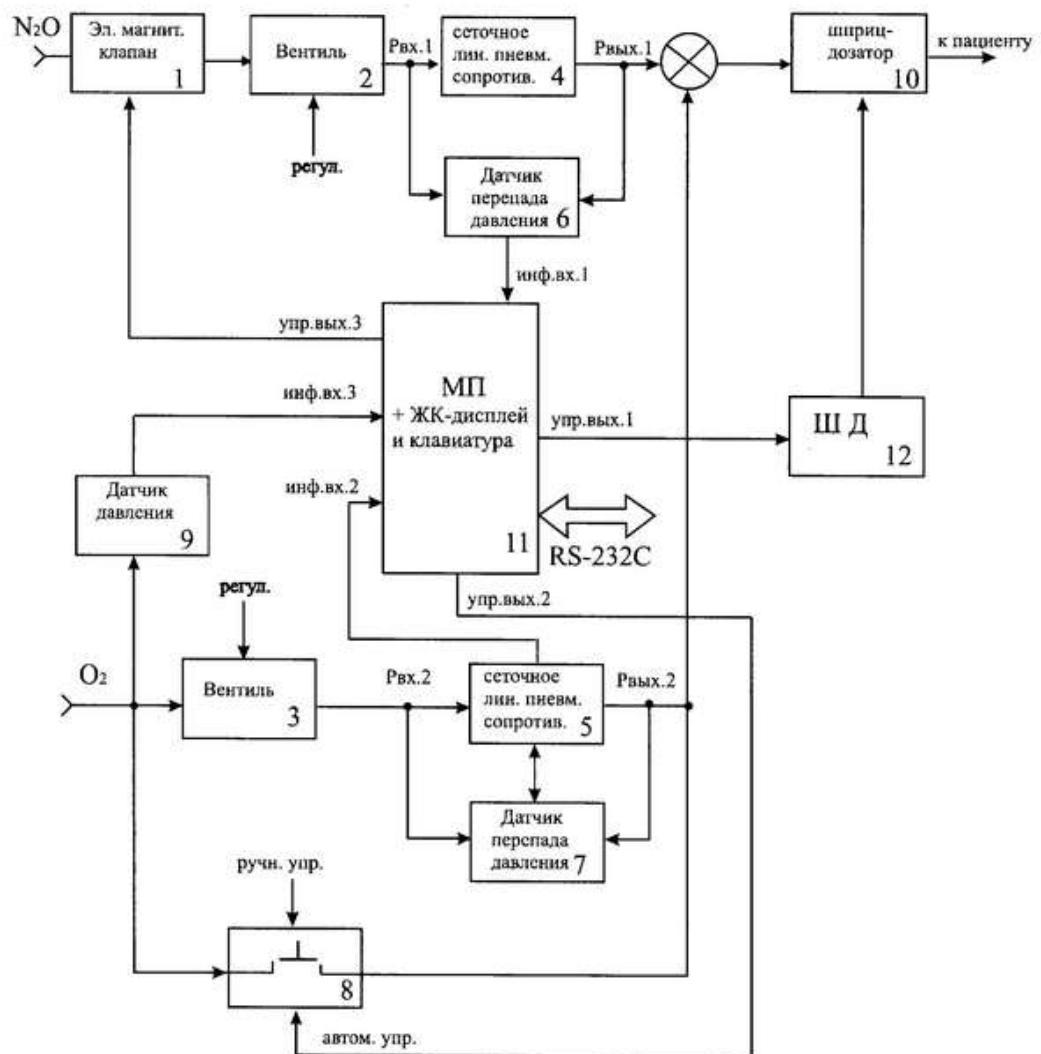 N₂O
Эл. магнит.
клапан
1
Вентиль
2
регул.
Рвх.1
сеточное
лин. пневм.
сопротив.
4
Рвых.1
шприц-
дозатор
10
к пациенту
Датчик
перепада
давления 6
инф.вх.1
упр.вых.3
инф.вх.3
МП
+ ЖК-дисплей
и клавиатура
11
упр.вых.1
Ш Д
12
инф.вх.2
RS-232C
упр.вых.2
Датчик
давления
9
регул.
O₂
Вентиль
3
Рвх.2
сеточное
лин. пневм.
сопротив. 5
Рвых.2
Датчик
перепада
давления 7
ручн. упр.
8
автом. упр.